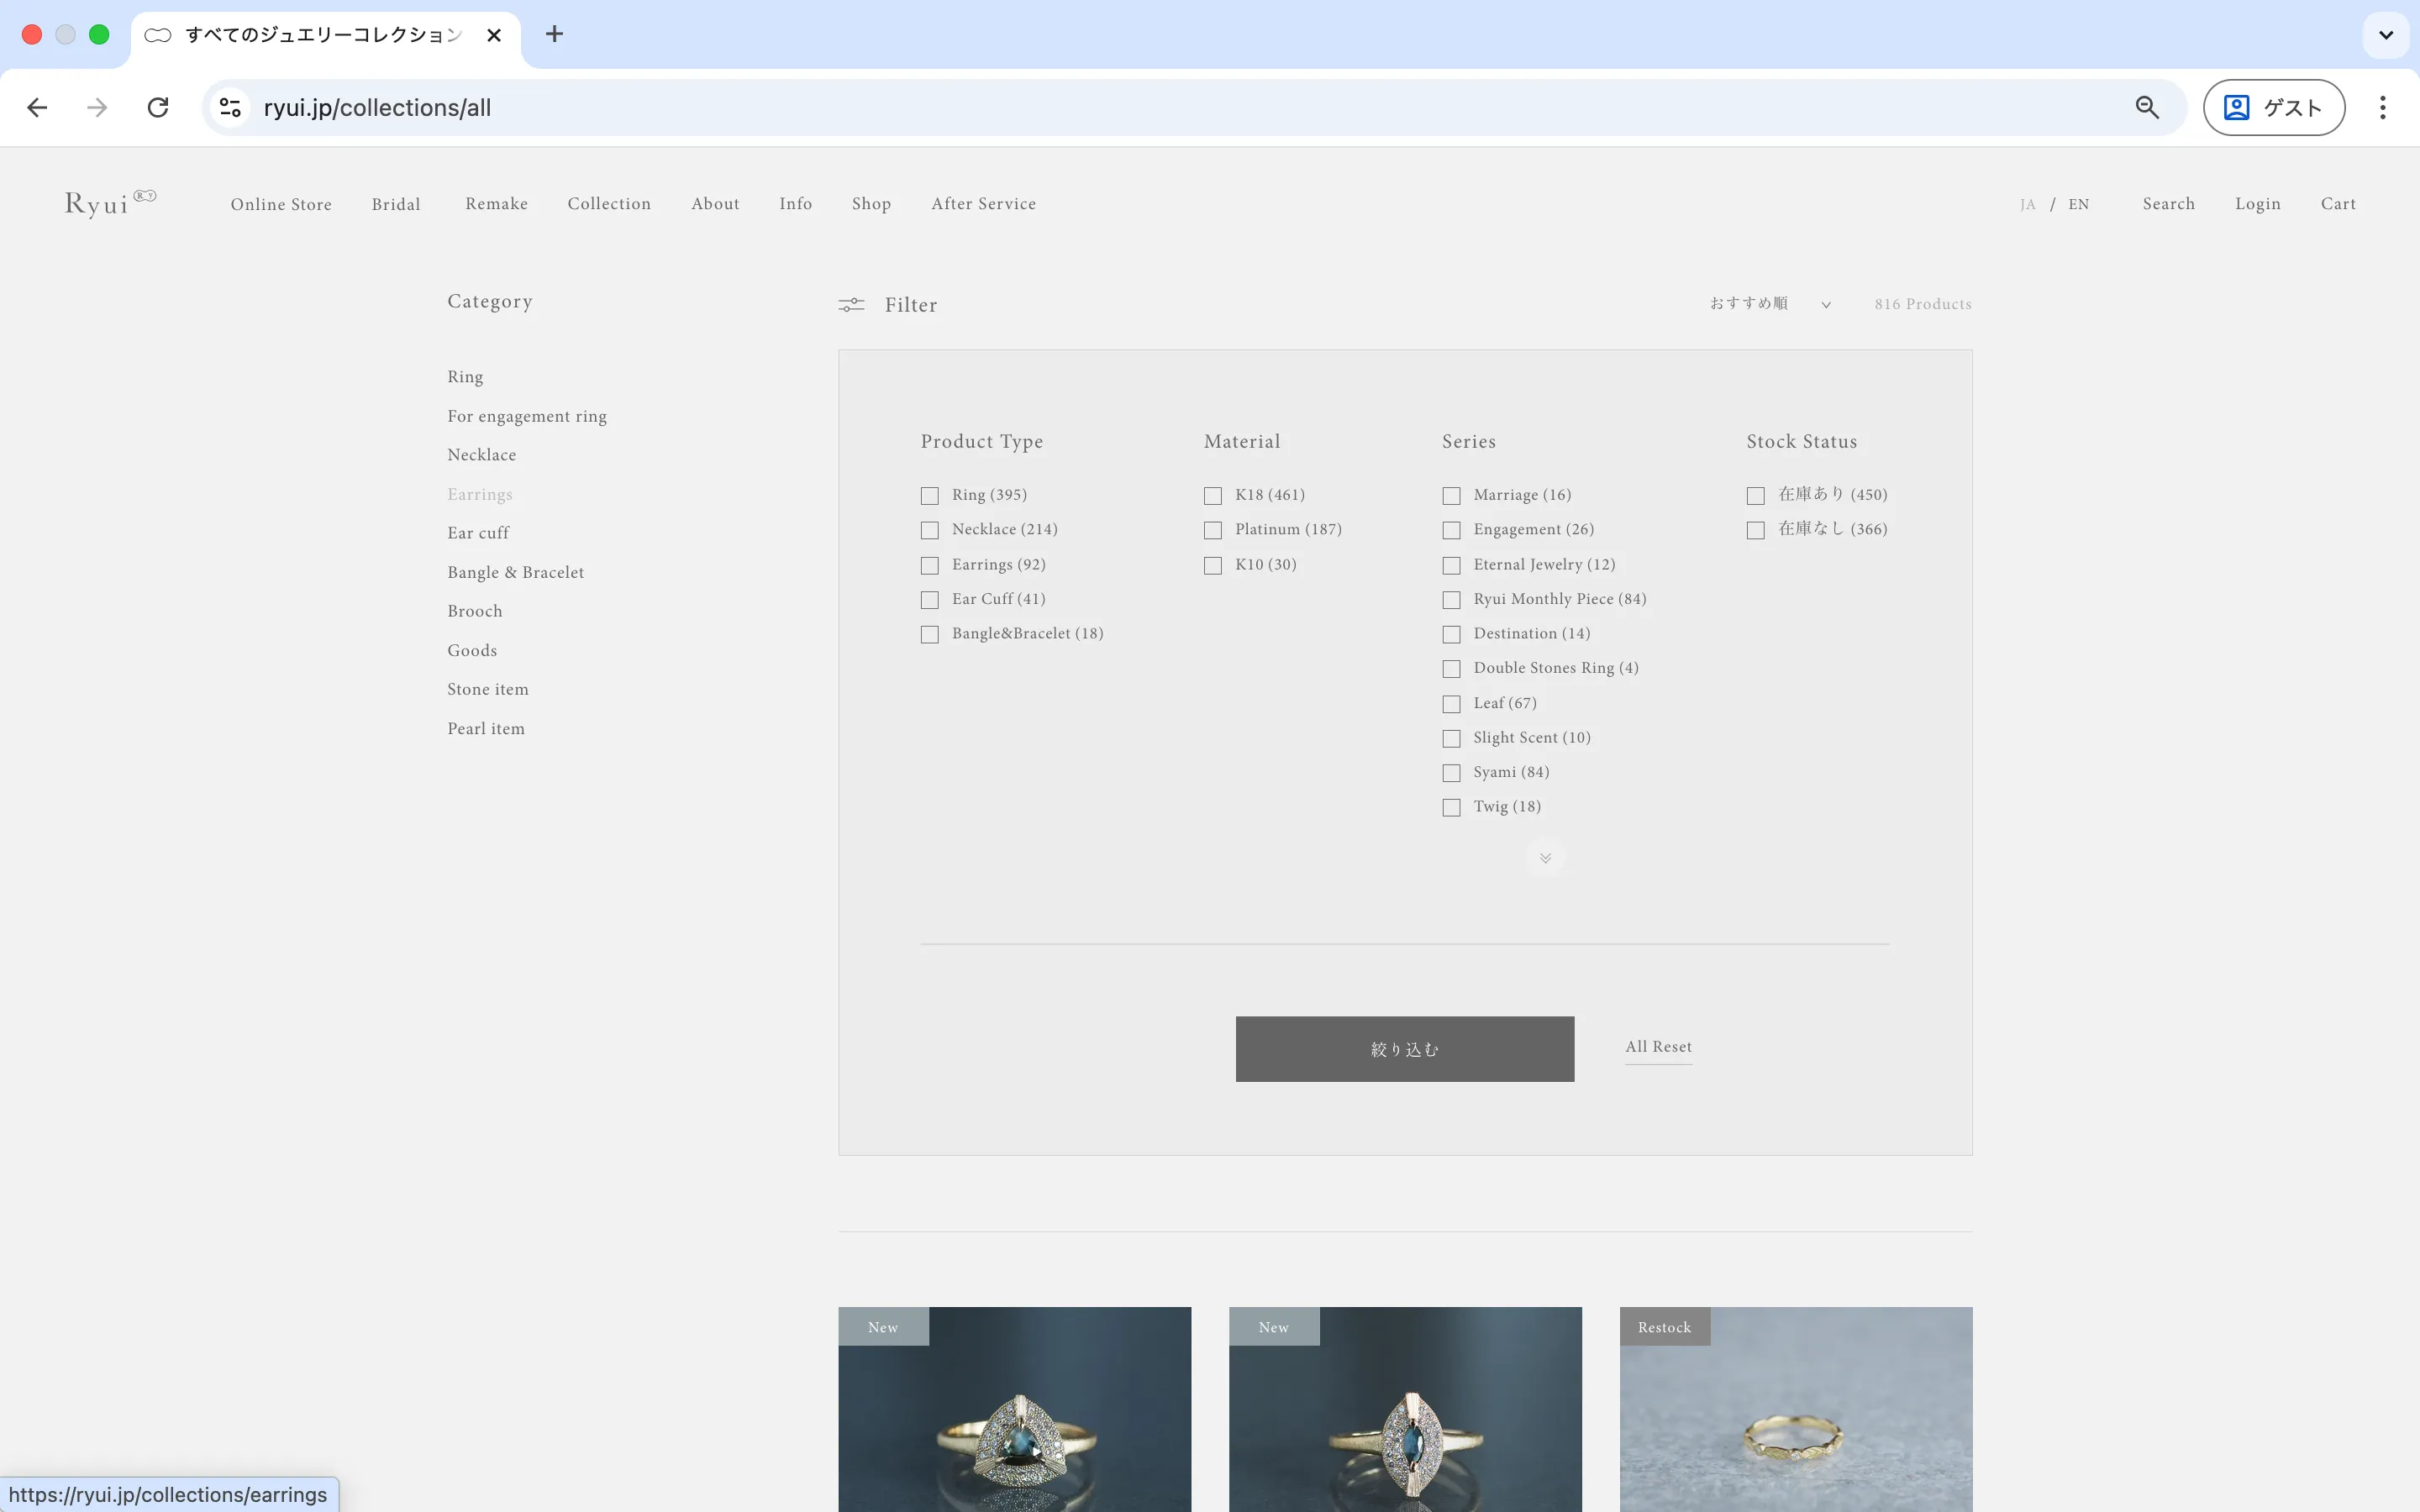 すべてのジュエリーコレクション
ryui.jp/collections/all
ゲスト
Ryui RY
Online Store
Bridal
Remake
Collection
About
Info
Shop
After Service
JA / EN
Search
Login
Cart
Category
Ring
For engagement ring
Necklace
Earrings
Ear cuff
Bangle & Bracelet
Brooch
Goods
Stone item
Pearl item
Filter
おすすめ順
816 Products
Product Type
Ring (395)
Necklace (214)
Earrings (92)
Ear Cuff (41)
Bangle&Bracelet (18)
Material
K18 (461)
Platinum (187)
K10 (30)
Series
Marriage (16)
Engagement (26)
Eternal Jewelry (12)
Ryui Monthly Piece (84)
Destination (14)
Double Stones Ring (4)
Leaf (67)
Slight Scent (10)
Syami (84)
Twig (18)
Stock Status
在庫あり (450)
在庫なし (366)
絞り込む
All Reset
New
New
Restock
https://ryui.jp/collections/earrings